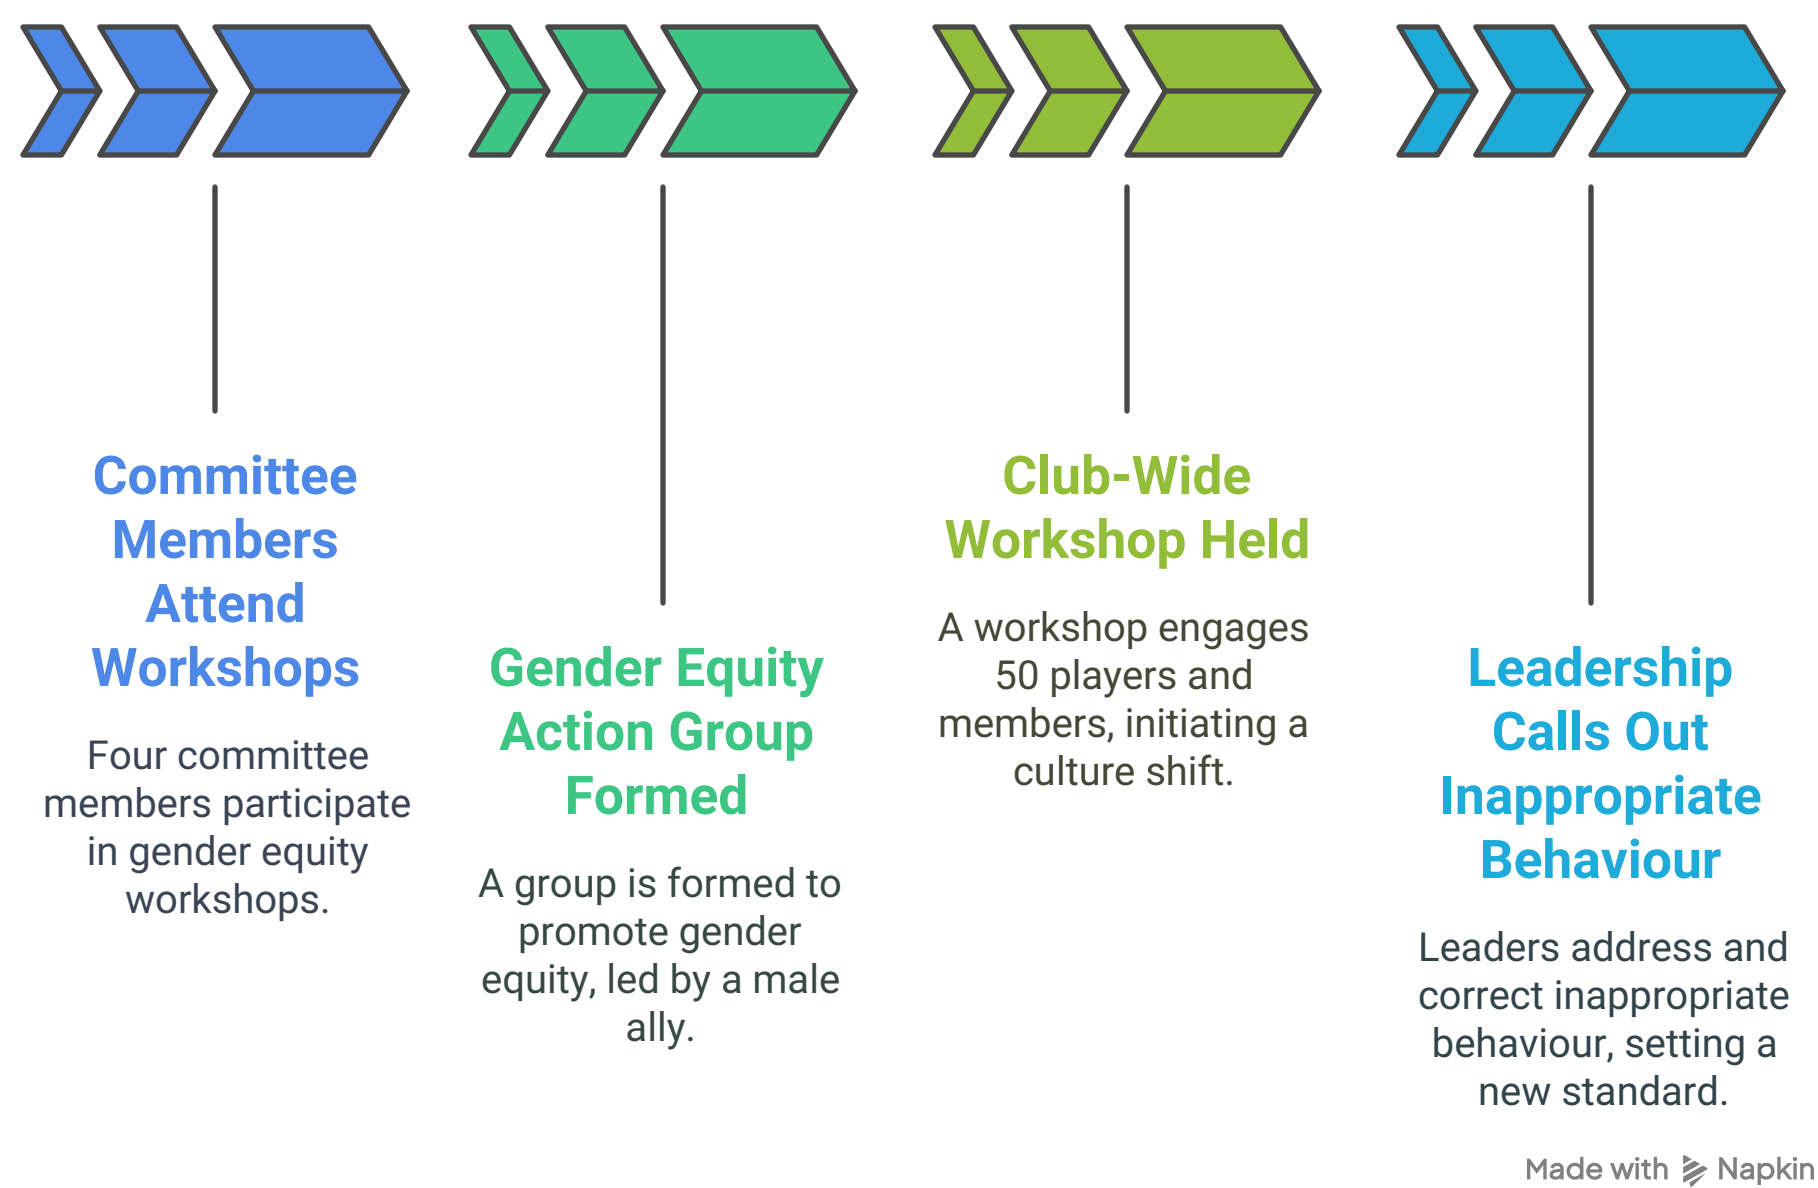 Committee
Members
Attend
Workshops
Four committee
members participate
in gender equity
workshops.
Gender Equity
Action Group
Formed
A group is formed to
promote gender
equity, led by a male
ally.
Club-Wide
Workshop Held
A workshop engages
50 players and
members, initiating a
culture shift.
Leadership
Calls Out
Inappropriate
Behaviour
Leaders address and
correct inappropriate
behaviour, setting a
new standard.
Made with Napkin